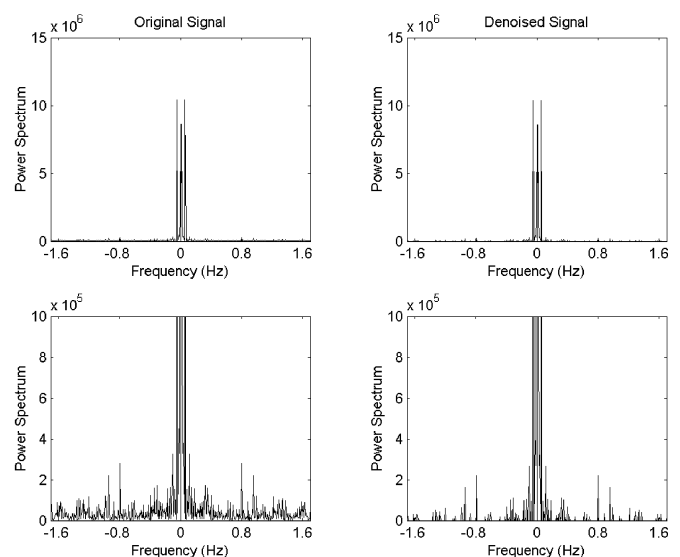 Original Signal
x 10^6
15
10
5
0
Power Spectrum
-1.6 -0.8 0 0.8 1.6
Frequency (Hz)
Denoised Signal
x 10^6
15
10
5
0
Power Spectrum
-1.6 -0.8 0 0.8 1.6
Frequency (Hz)
x 10^5
10
8
6
4
2
0
Power Spectrum
-1.6 -0.8 0 0.8 1.6
Frequency (Hz)
x 10^5
10
8
6
4
2
0
Power Spectrum
-1.6 -0.8 0 0.8 1.6
Frequency (Hz)